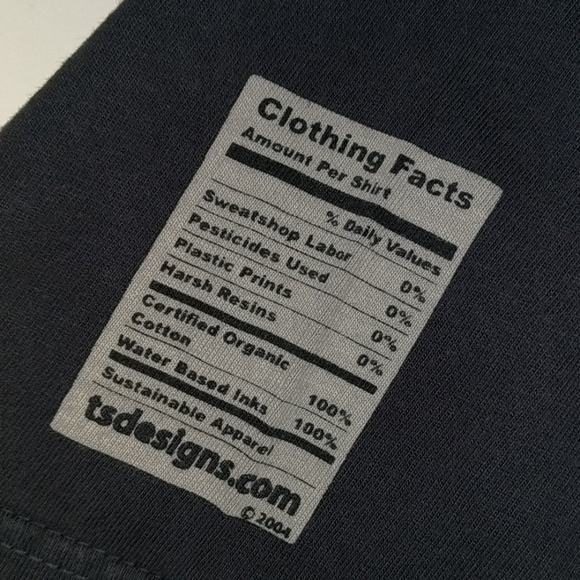 Clothing Facts
Amount Per Shirt
% Daily Values
Sweatshop Labor 0%
Pesticides Used 0%
Plastic Prints 0%
Harsh Resins 0%
Certified Organic
Cotton 100%
Water Based Inks 100%
Sustainable Apparel
tsdesigns.com
© 2004